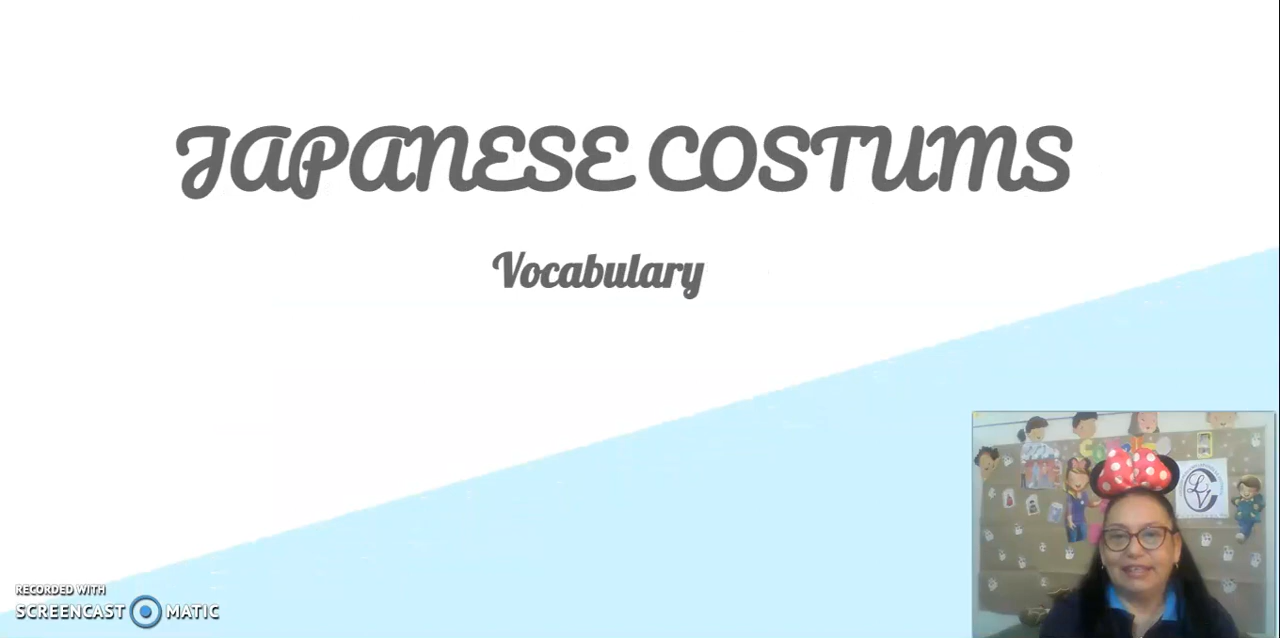 JAPANESE COSTUMS
Vocabulary
RECORDED WITH
SCREENCAST MATIC